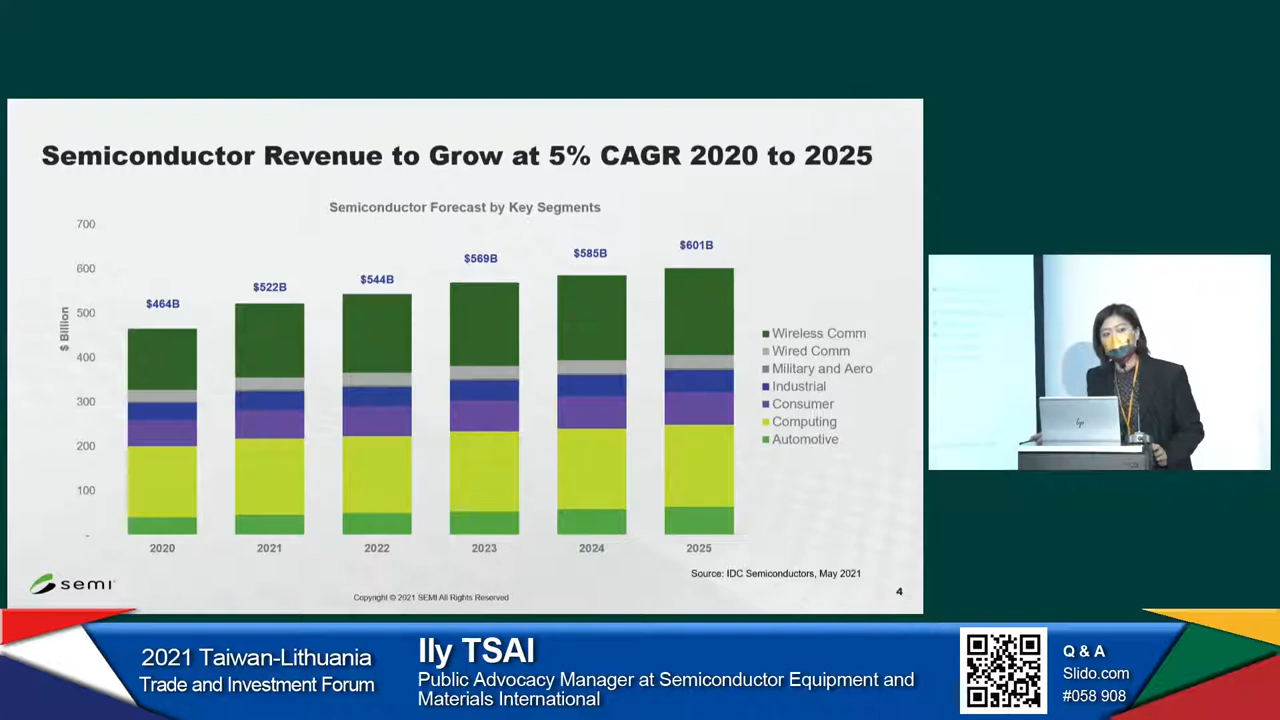 Semiconductor Revenue to Grow at 5% CAGR 2020 to 2025
Semiconductor Forecast by Key Segments
$ Billion
700
600
500
400
300
200
100
-
$464B
$522B
$544B
$569B
$585B
$601B
2020
2021
2022
2023
2024
2025
Wireless Comm
Wired Comm
Military and Aero
Industrial
Consumer
Computing
Automotive
Source: IDC Semiconductors, May 2021
semi
Copyright © 2021 SEMI All Rights Reserved
4
hp
2021 Taiwan-Lithuania
Trade and Investment Forum
Ily TSAI
Public Advocacy Manager at Semiconductor Equipment and
Materials International
Q & A
Slido.com
#058 908